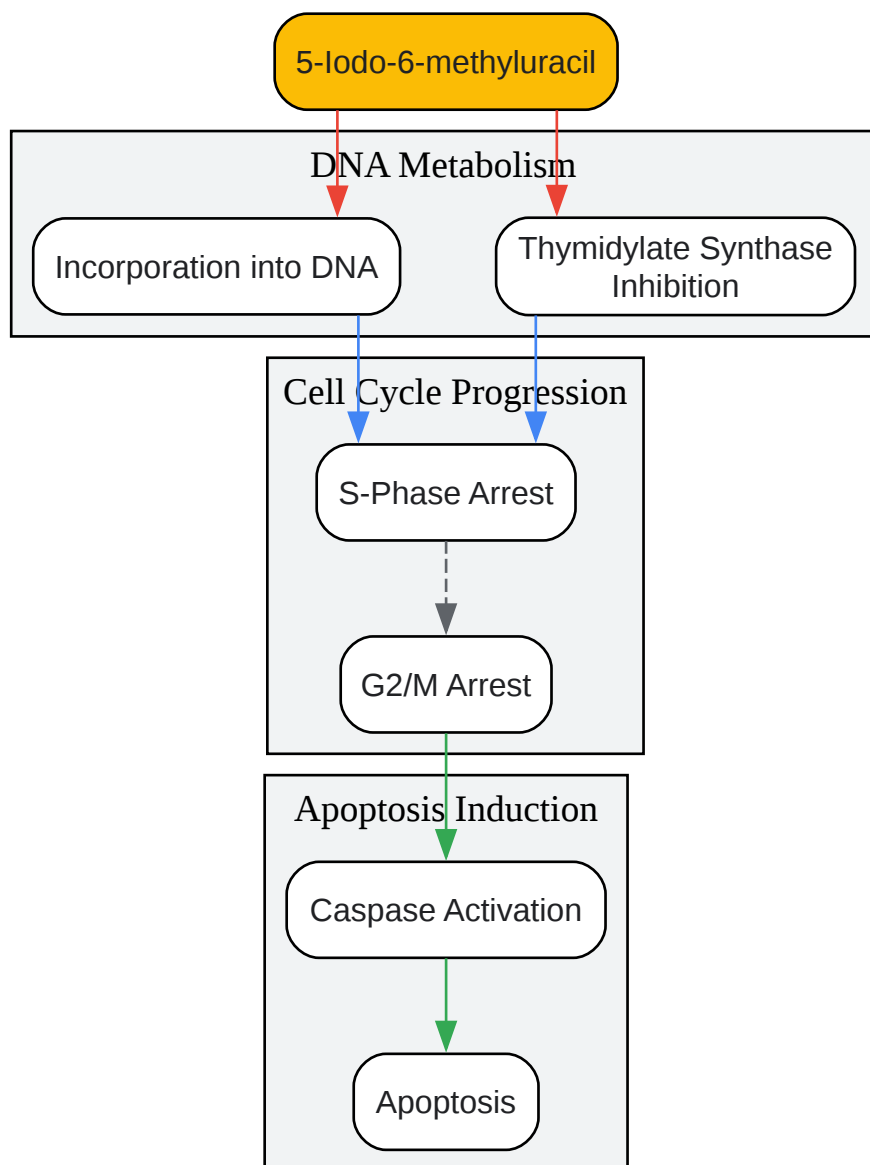 5-Iodo-6-methyluracil
DNA Metabolism
Incorporation into DNA
Thymidylate Synthase
Inhibition
Cell Cycle Progression
S-Phase Arrest
G2/M Arrest
Apoptosis Induction
Caspase Activation
Apoptosis